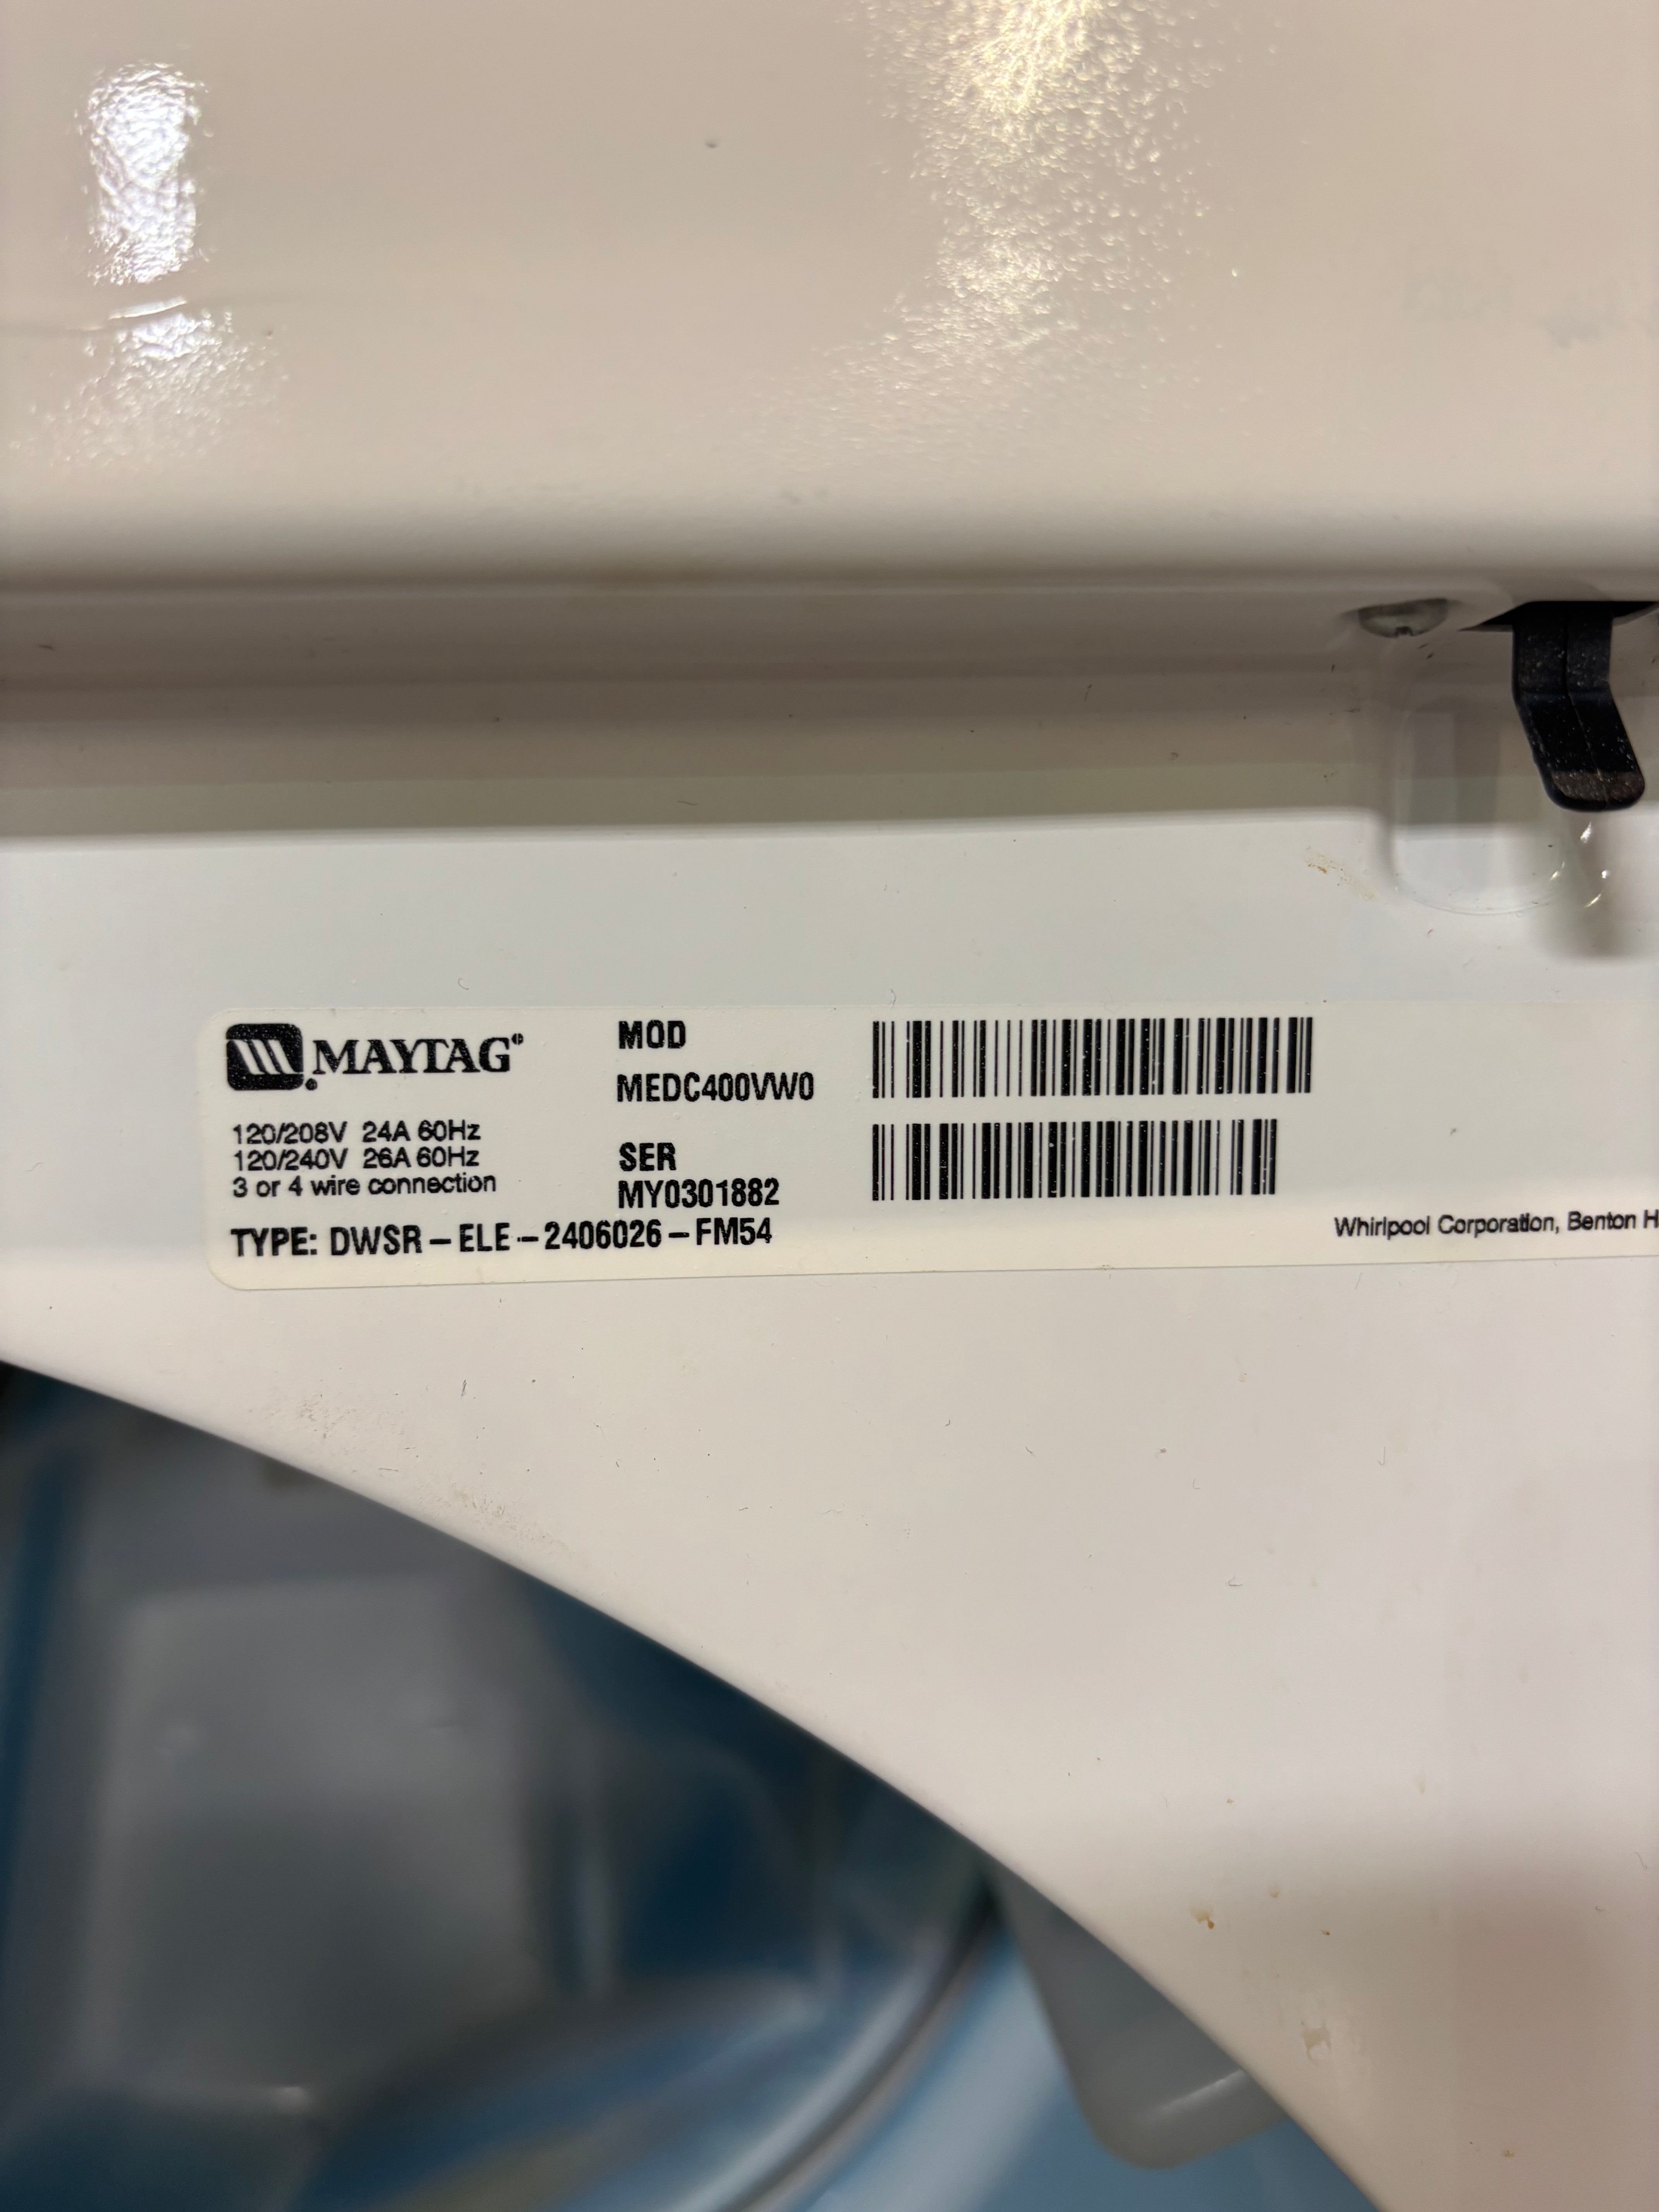 MAYTAG®
120/208V 24A 60Hz
120/240V 26A 60Hz
3 or 4 wire connection
TYPE: DWSR-ELE-2406026-FM54
MOD
MEDC400VW0
SER
MY0301882
Whirlpool Corporation, Benton H